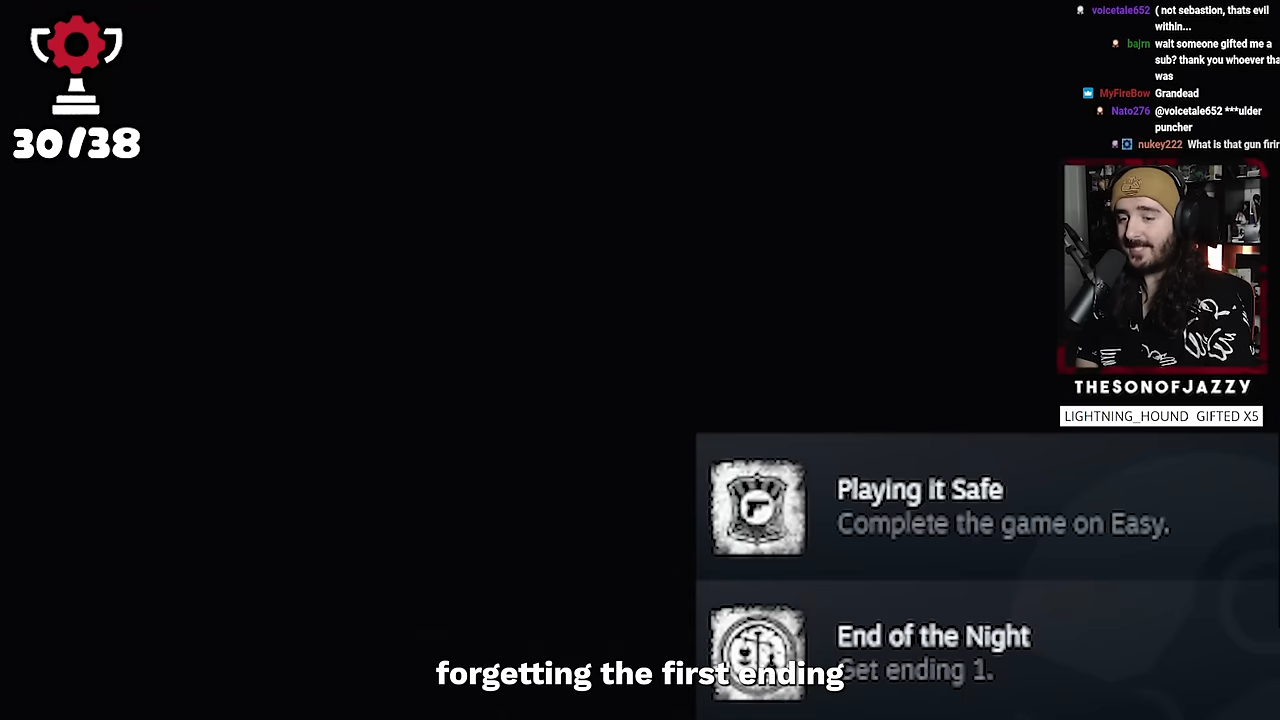 30/38
voicetale652 ( not sebastion, thats evil
within...
bajrn wait someone gifted me a
sub? thank you whoever tha
was
MyFireBow Grandead
Nato276 @voicetale652 ***ulder
puncher
nukey222 What is that gun firin
THESONOFJAZZY
LIGHTNING_HOUND GIFTED X5
Playing it Safe
Complete the game on Easy.
End of the Night
Get ending 1.
forgetting the first ending